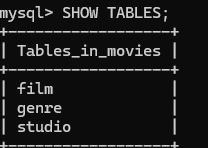 mysql> SHOW TABLES;
+------------------+
| Tables_in_movies |
+------------------+
| film             |
| genre            |
| studio           |
+------------------+